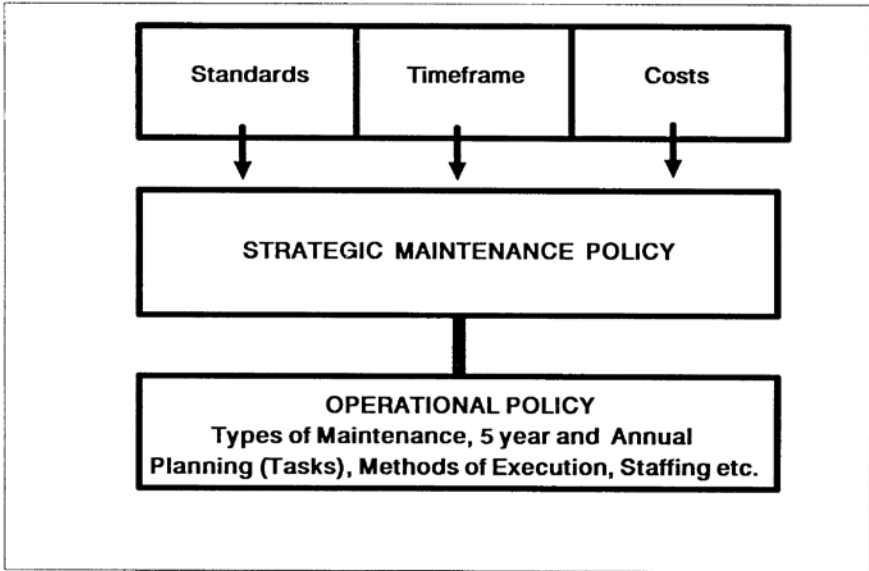 Standards Timeframe Costs
STRATEGIC MAINTENANCE POLICY
OPERATIONAL POLICY
Types of Maintenance, 5 year and Annual
Planning (Tasks), Methods of Execution, Staffing etc.